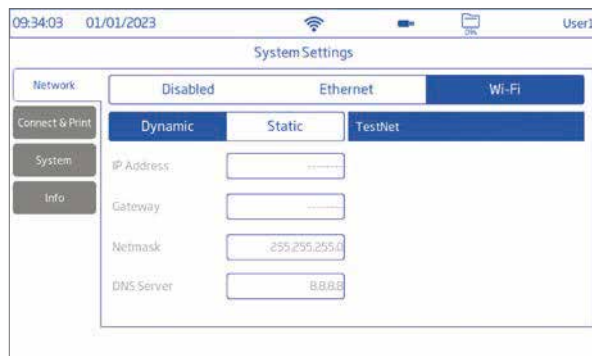 09:34:03 01/01/2023 User1
System Settings
Network Disabled Ethernet Wi-Fi
Connect & Print Dynamic Static TestNet
System IP Address --------
Info
Gateway --------
Netmask 255.255.255.0
DNS Server 8.8.8.8